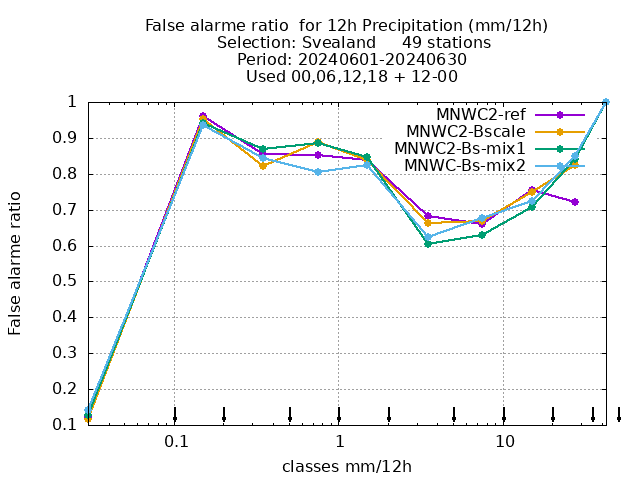 False alarme ratio  for 12h Precipitation (mm/12h)
Selection: Svealand     49 stations
Period: 20240601-20240630
Used 00,06,12,18 + 12-00
MNWC2-ref
MNWC2-Bscale
MNWC2-Bs-mix1
MNWC-Bs-mix2
False alarme ratio
1
0.9
0.8
0.7
0.6
0.5
0.4
0.3
0.2
0.1
0.1 1 10
classes mm/12h